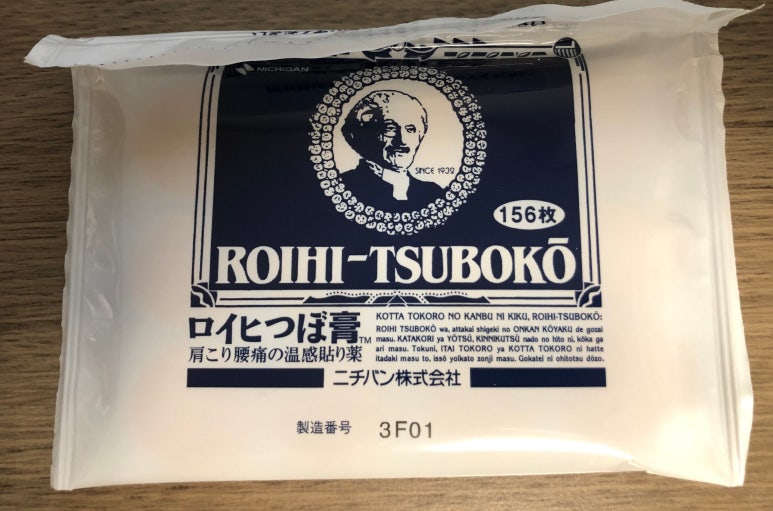 NICHIBAN
SINCE 1932
156枚
ROIHI-TSUBOKŌ
ロイヒつぼ膏™
肩こり腰痛の温感貼り薬
KOTTA TOKORO NO KANBU NI KIKU, ROIHI-TSUBOKŌ:
ROIHI TSUBOKŌ wa, attakai shigeki no ONKAN KŌYAKU de gozai
masu. KATAKORI ya YŌTSŪ, KINNIKUTSŪ nado no hito ni, kōka ga
ari masu. Tokuni, ITAI TOKORO ya KOTTA TOKORO ni hatte
itadaki masu to, issō yoikato zonji masu. Gokatei ni ohitotsu dōzo.
ニチバン株式会社
製造番号 3F01